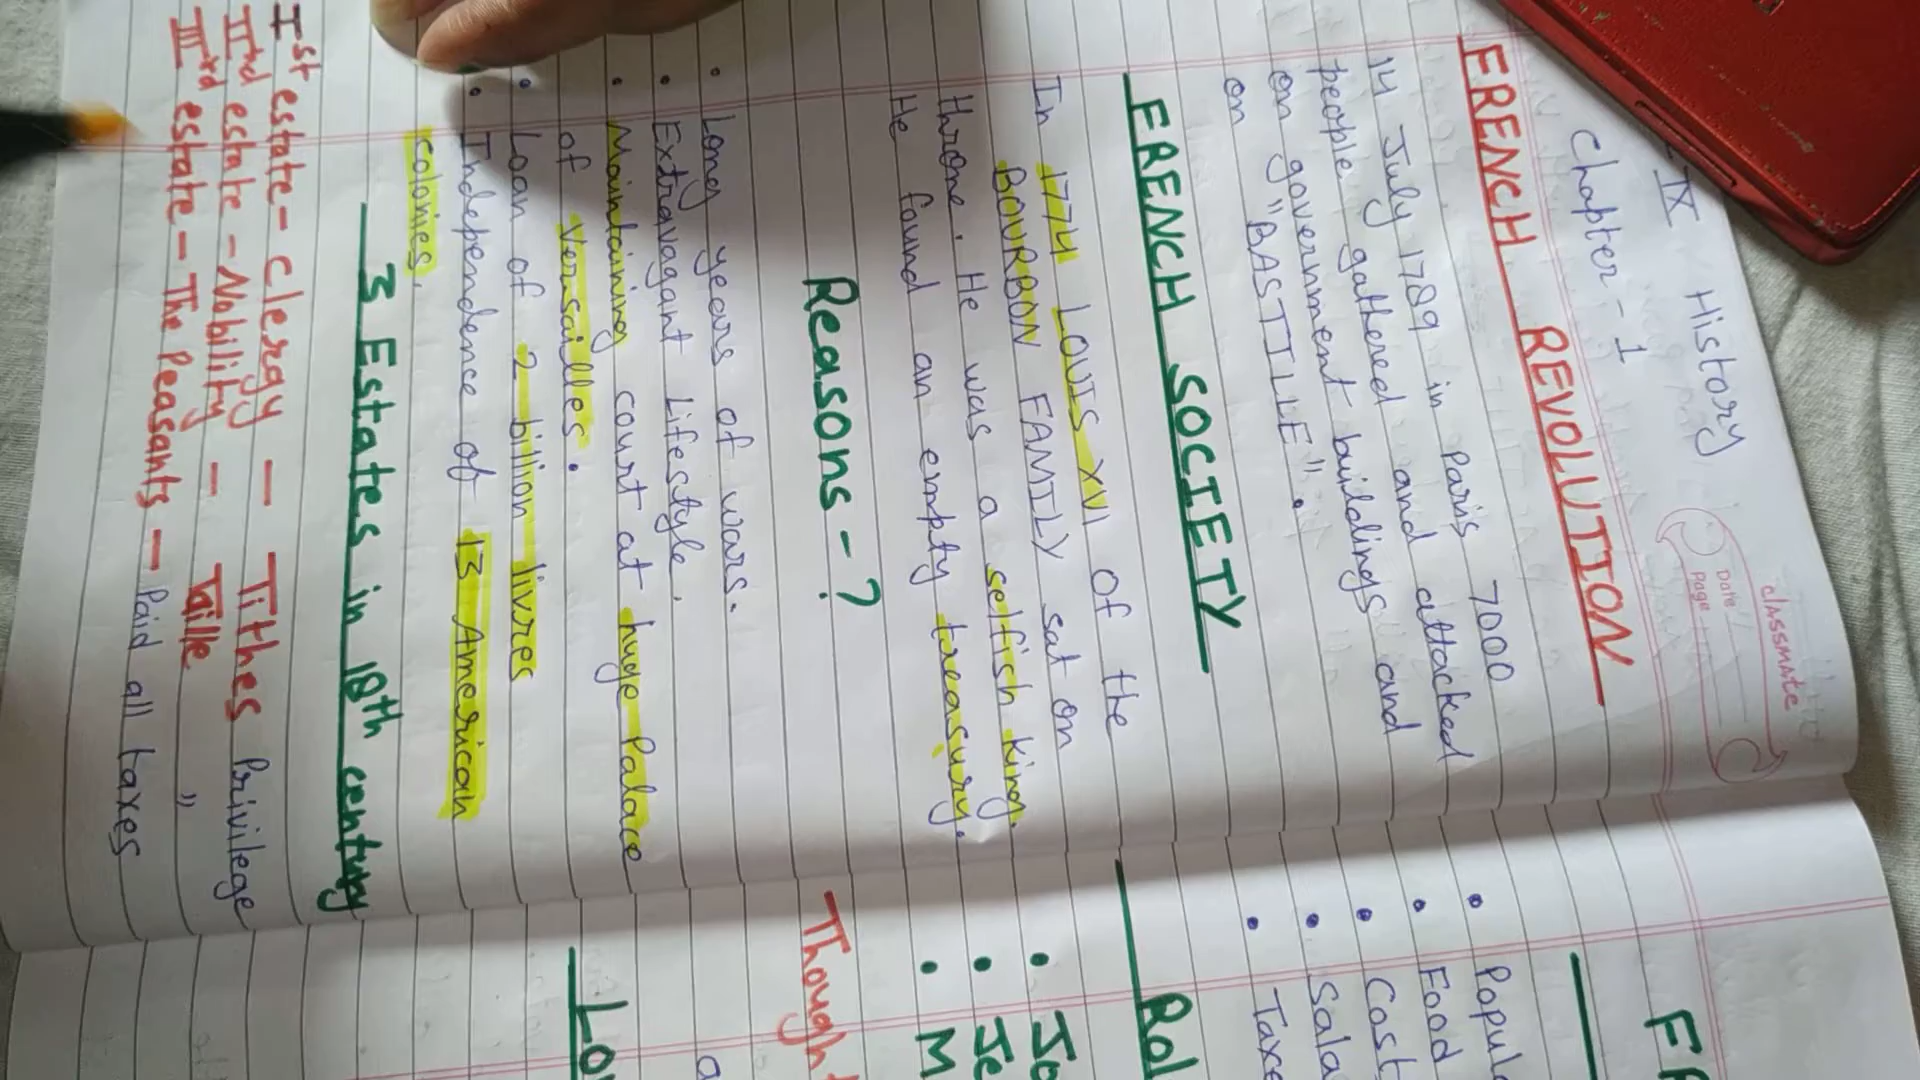 IX History
Chapter-1
classmate
Date
Page
FRENCH REVOLUTION
14 July 1789 in Paris 7000
people gathered and attacked
on government buildings and
on "BASTILLE".
FRENCH SOCIETY
In 1774 LOUIS XVI of the
BOURBON FAMILY sat on
throne. He was a selfish king.
He found an empty treasury.
Reasons-?
• Long years of wars.
• Extravagant Lifestyle.
• Maintaining court at huge Palace
of Versailles.
• Loan of 2 billion livres
• Independence of 13 American
colonies.
3 Estates in 18th century
Ist estate- clergy — Tithes Privilege
IInd estate - Nobility — Taille "
IIIrd estate - The Peasants — Paid all taxes
• Popul
• Food
• Cost
• Sala
• Taxe
Rol
• Jo
• Je
• M
Though
a
Lo